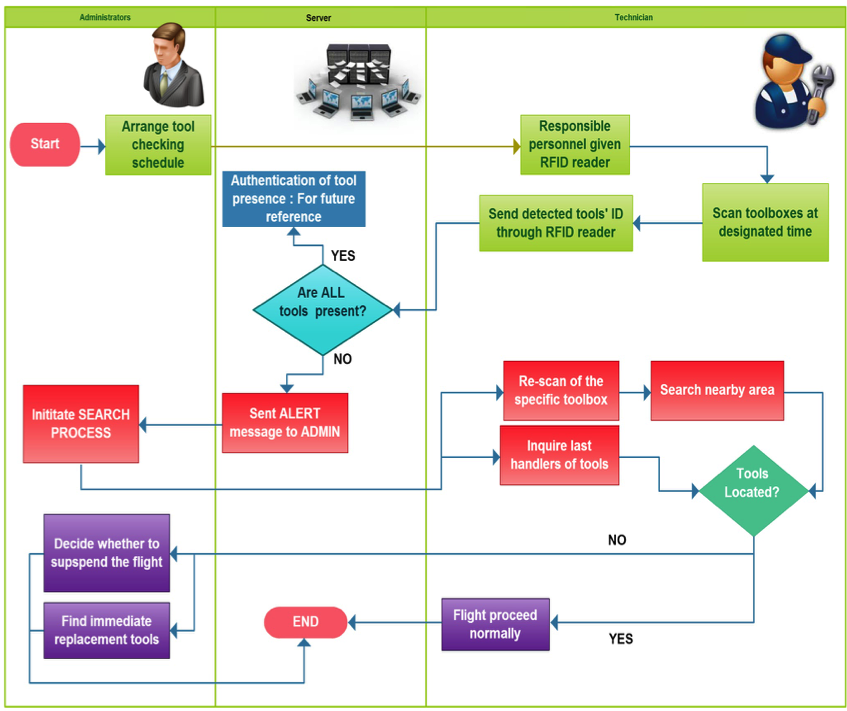 Administrators
Server
Technician
Start
Arrange tool
checking
schedule
Responsible
personnel given
RFID reader
Authentication of tool
presence : For future
reference
Send detected tools' ID
through RFID reader
Scan toolboxes at
designated time
YES
Are ALL
tools present?
NO
Inititate SEARCH
PROCESS
Sent ALERT
message to ADMIN
Re-scan of the
specific toolbox
Search nearby area
Inquire last
handlers of tools
Tools
Located?
NO
Decide whether to
supspend the flight
Find immediate
replacement tools
END
Flight proceed
normally
YES